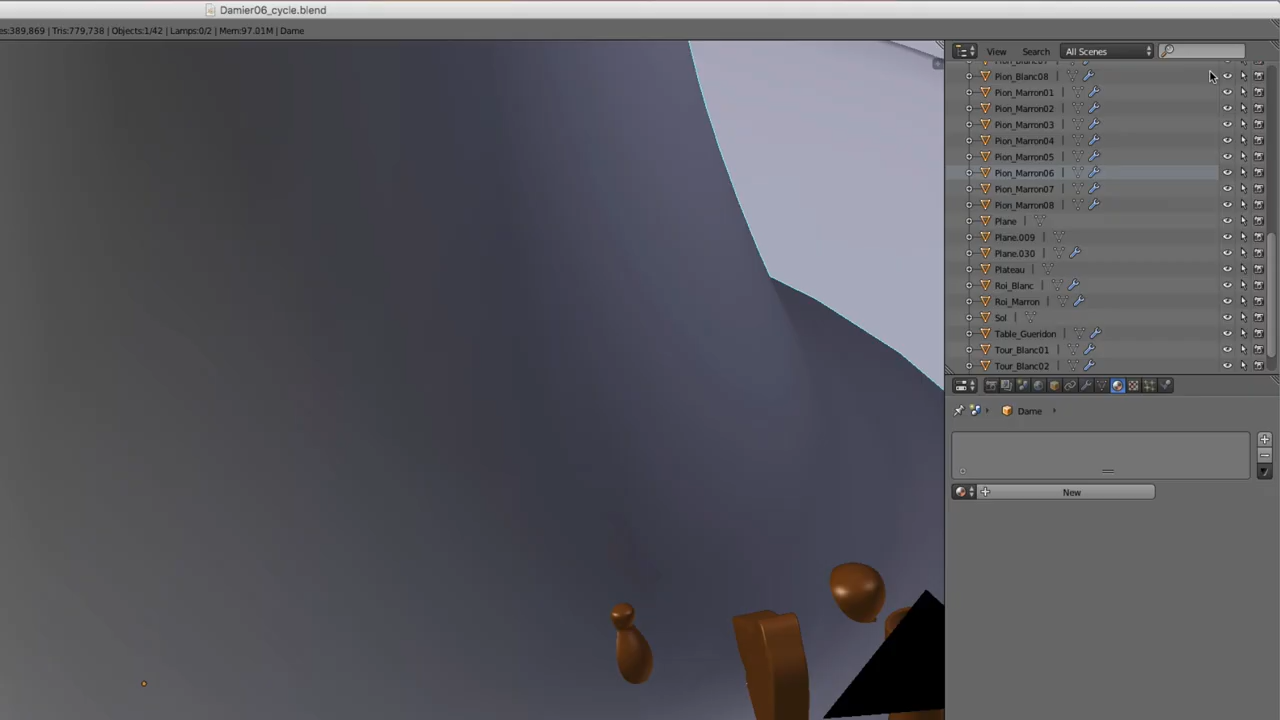 Damier06_cycle.blend
es:389,869 | Tris:779,738 | Objects:1/42 | Lamps:0/2 | Mem:97.01M | Dame
View Search All Scenes
Pion_Blanc07
Pion_Blanc08
Pion_Marron01
Pion_Marron02
Pion_Marron03
Pion_Marron04
Pion_Marron05
Pion_Marron06
Pion_Marron07
Pion_Marron08
Plane
Plane.009
Plane.030
Plateau
Roi_Blanc
Roi_Marron
Sol
Table_Gueridon
Tour_Blanc01
Tour_Blanc02
Dame
New